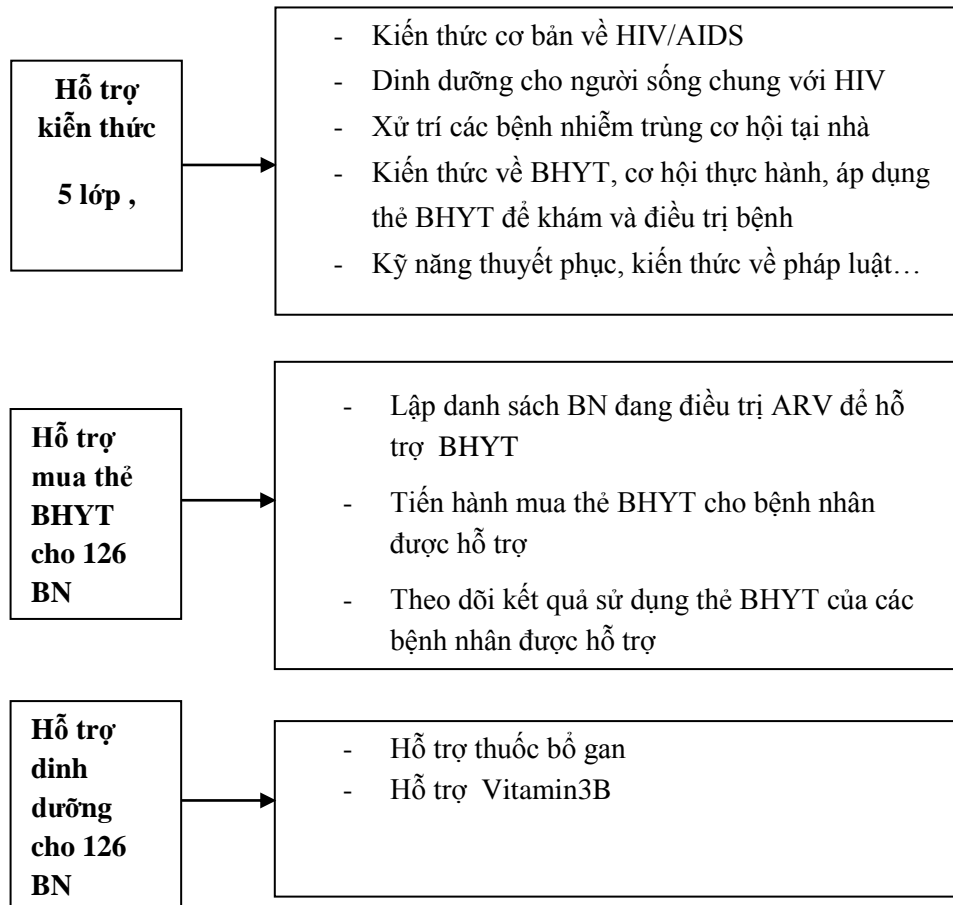 Hỗ trợ
kiễn thức
5 lớp ,
- Kiến thức cơ bản về HIV/AIDS
- Dinh dưỡng cho người sống chung với HIV
- Xử trí các bệnh nhiễm trùng cơ hội tại nhà
- Kiến thức về BHYT, cơ hội thực hành, áp dụng
thẻ BHYT để khám và điều trị bệnh
- Kỹ năng thuyết phục, kiến thức về pháp luật…
Hỗ trợ
mua thẻ
BHYT
cho 126
BN
- Lập danh sách BN đang điều trị ARV để hỗ
trợ BHYT
- Tiến hành mua thẻ BHYT cho bệnh nhân
được hỗ trợ
- Theo dõi kết quả sử dụng thẻ BHYT của các
bệnh nhân được hỗ trợ
Hỗ trợ
dinh
dưỡng
cho 126
BN
- Hỗ trợ thuốc bổ gan
- Hỗ trợ Vitamin3B